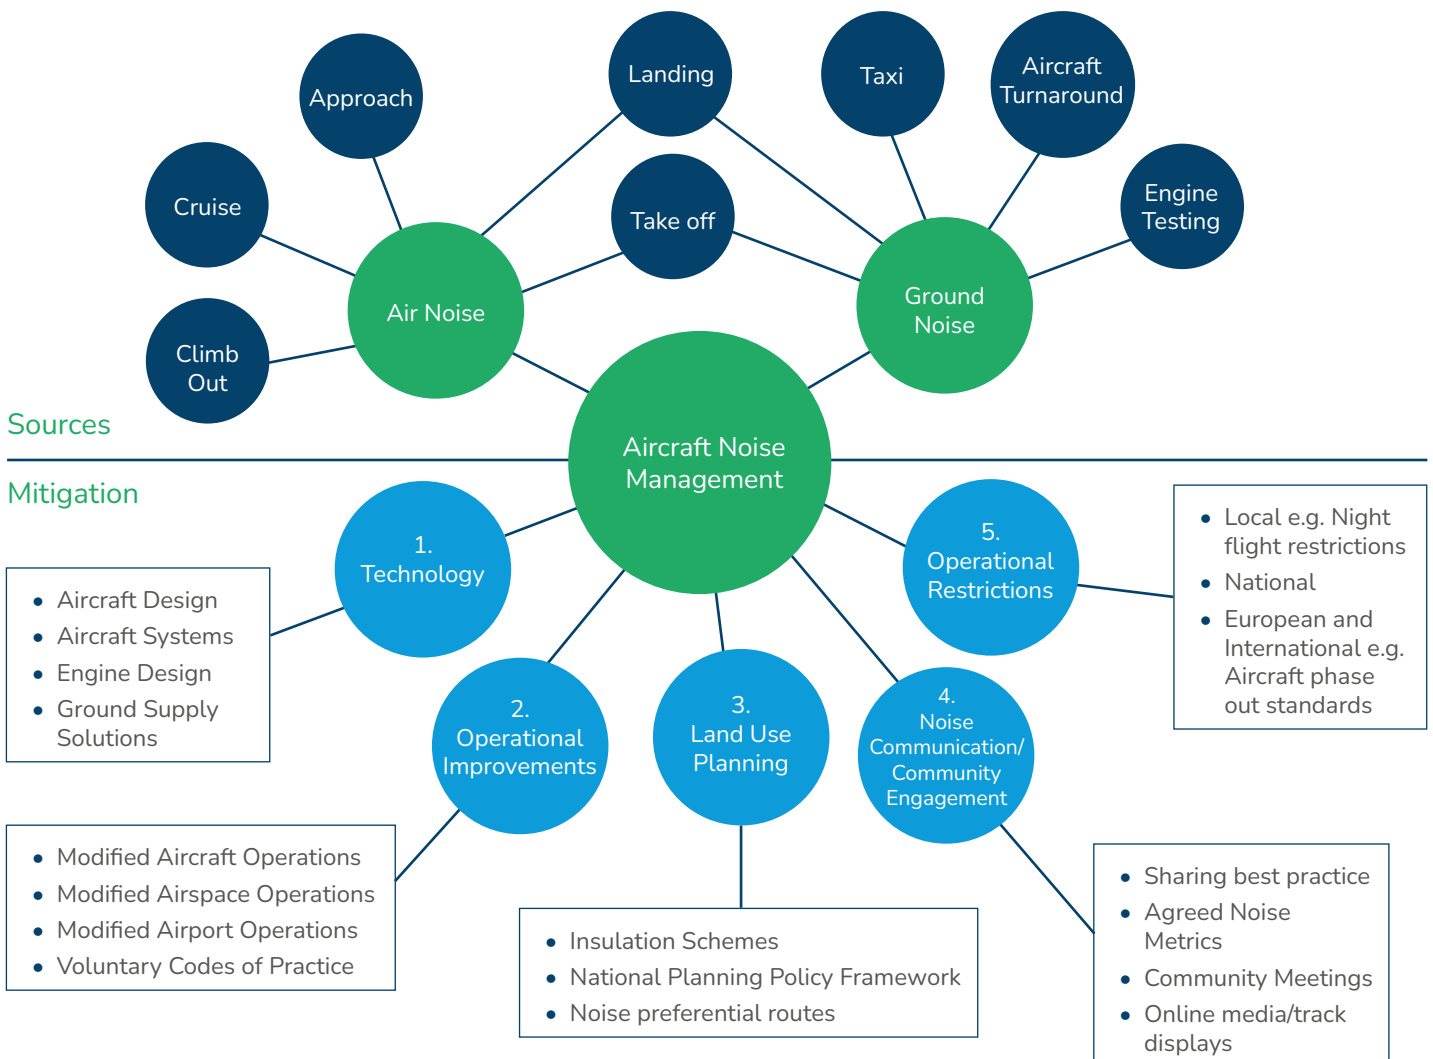 Approach
Landing
Taxi
Aircraft
Turnaround
Cruise
Take off
Engine
Testing
Air Noise
Ground
Noise
Climb
Out
Sources
Aircraft Noise
Management
Mitigation
1.
Technology
• Aircraft Design
• Aircraft Systems
• Engine Design
• Ground Supply
Solutions
2.
Operational
Improvements
• Modified Aircraft Operations
• Modified Airspace Operations
• Modified Airport Operations
• Voluntary Codes of Practice
3.
Land Use
Planning
• Insulation Schemes
• National Planning Policy Framework
• Noise preferential routes
4.
Noise
Communication/
Community
Engagement
• Sharing best practice
• Agreed Noise
Metrics
• Community Meetings
• Online media/track
displays
5.
Operational
Restrictions
• Local e.g. Night
flight restrictions
• National
• European and
International e.g.
Aircraft phase
out standards